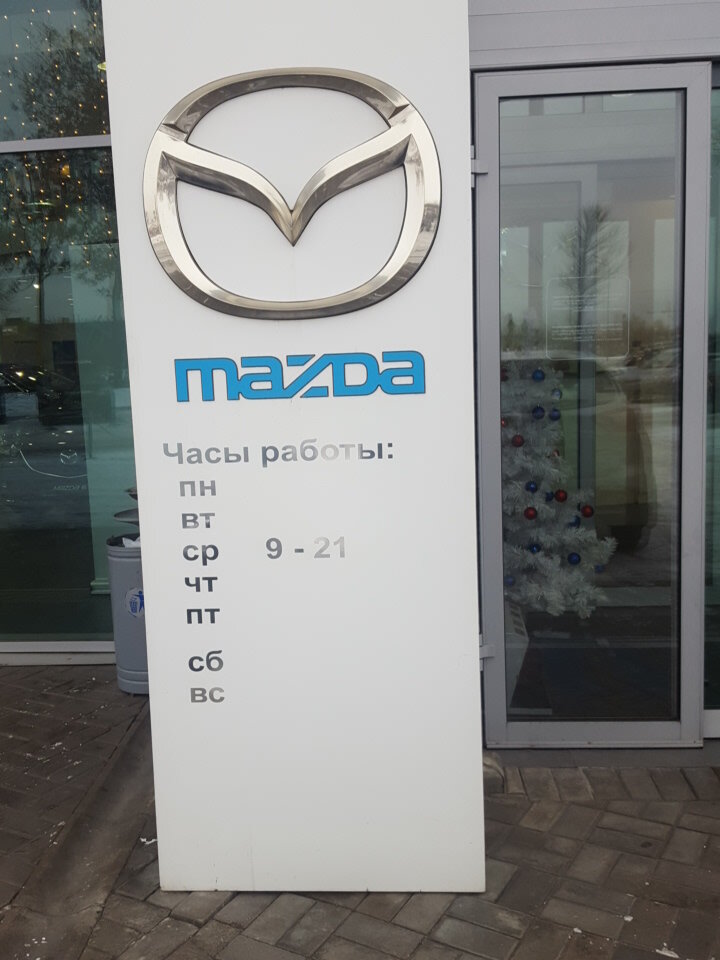 mazda
Часы работы:
пн
вт
ср 9 - 21
чт
пт
сб
вс